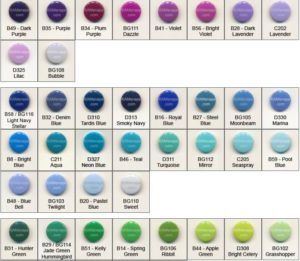 B49 - Dark Purple
B35 - Purple
B34 - Plum Purple
BG111 Dazzle
B41 - Violet
B56 - Bright Violet
B28 - Dark Lavender
C202 Lavender
D325 Lilac
BG108 Bubble
B58 / BG118 Light Navy Stellar
B32 - Denim Blue
D310 Tardis Blue
D313 Smoky Navy
B16 - Royal Blue
B27 - Steel Blue
BG105 Moonbeam
D330 Marina
B8 - Bright Blue
C211 Aqua
D327 Neon Blue
B46 - Teal
D311 Turquoise
BG112 Mirror
C205 Seaspray
B59 - Pool Blue
B48 - Blue Bell
BG103 Twilight
B20 - Pastel Blue
BG110 Sweet
B31 - Hunter Green
B29 / BG114 Jade Green Hummingbird
B51 - Kelly Green
B14 - Spring Green
BG106 Ribbit
B44 - Apple Green
D308 Bright Celery
BG102 Grasshopper